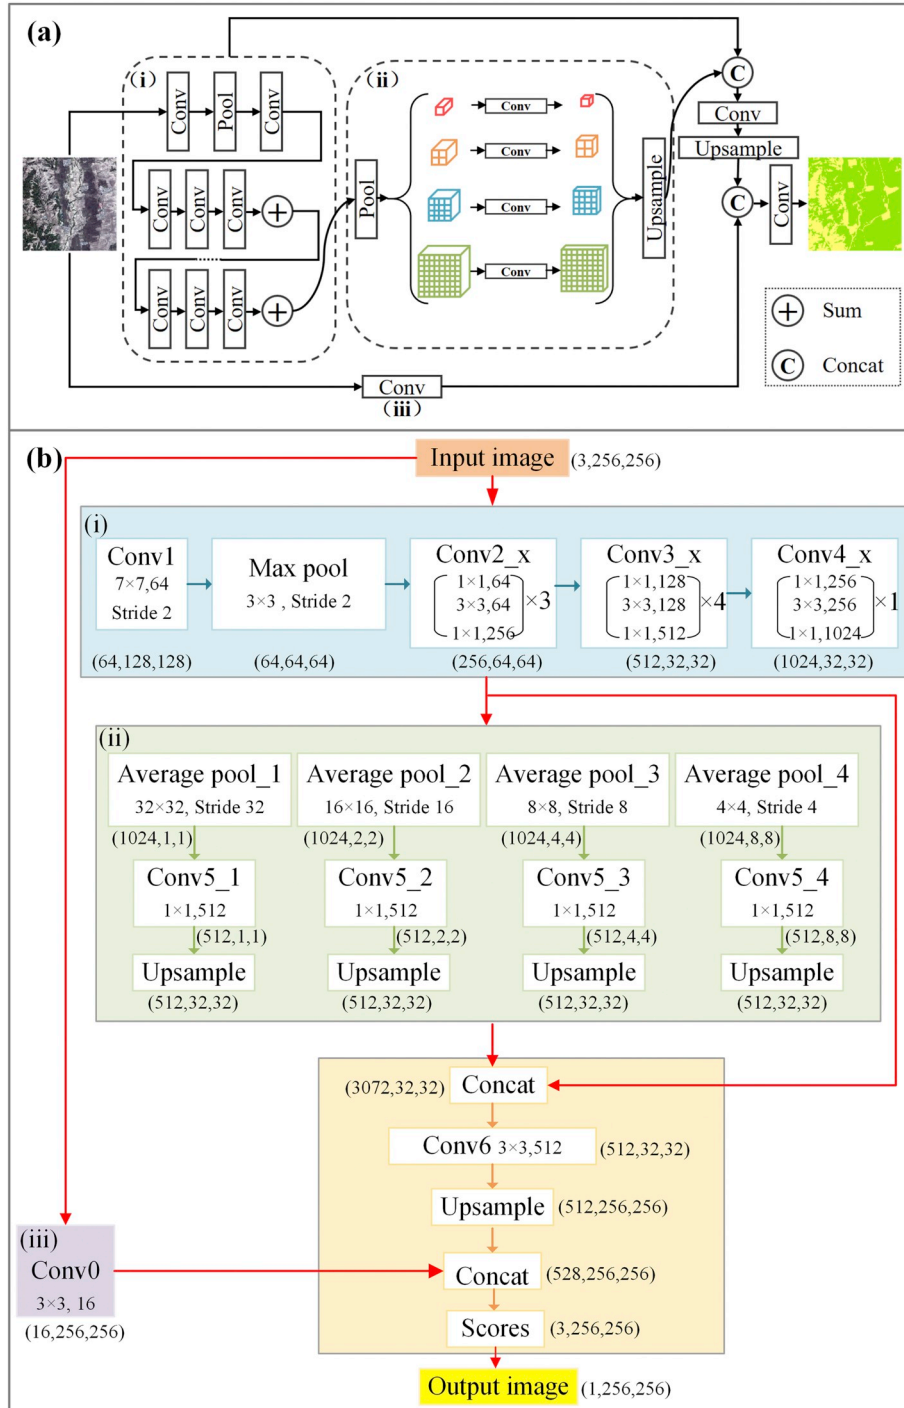 (a)
(i)
Conv
Pool
Conv
Conv
Conv
Conv
Conv
Conv
Conv
(ii)
Pool
Conv
Conv
Conv
Conv
Upsample
C
Conv
Upsample
C
Conv
Sum
C Concat
Conv
(iii)
(b)
Input image (3,256,256)
(i)
Conv1
7×7,64
Stride 2
(64,128,128)
Max pool
3×3 , Stride 2
(64,64,64)
Conv2_x
1×1,64
3×3,64 ×3
1×1,256
(256,64,64)
Conv3_x
1×1,128
3×3,128 ×4
1×1,512
(512,32,32)
Conv4_x
1×1,256
3×3,256 ×1
1×1,1024
(1024,32,32)
(ii)
Average pool_1
32×32, Stride 32
(1024,1,1)
Conv5_1
1×1,512
(512,1,1)
Upsample
(512,32,32)
Average pool_2
16×16, Stride 16
(1024,2,2)
Conv5_2
1×1,512
(512,2,2)
Upsample
(512,32,32)
Average pool_3
8×8, Stride 8
(1024,4,4)
Conv5_3
1×1,512
(512,4,4)
Upsample
(512,32,32)
Average pool_4
4×4, Stride 4
(1024,8,8)
Conv5_4
1×1,512
(512,8,8)
Upsample
(512,32,32)
(3072,32,32) Concat
Conv6 3×3,512 (512,32,32)
Upsample (512,256,256)
(iii)
Conv0
3×3, 16
(16,256,256)
Concat (528,256,256)
Scores (3,256,256)
Output image (1,256,256)